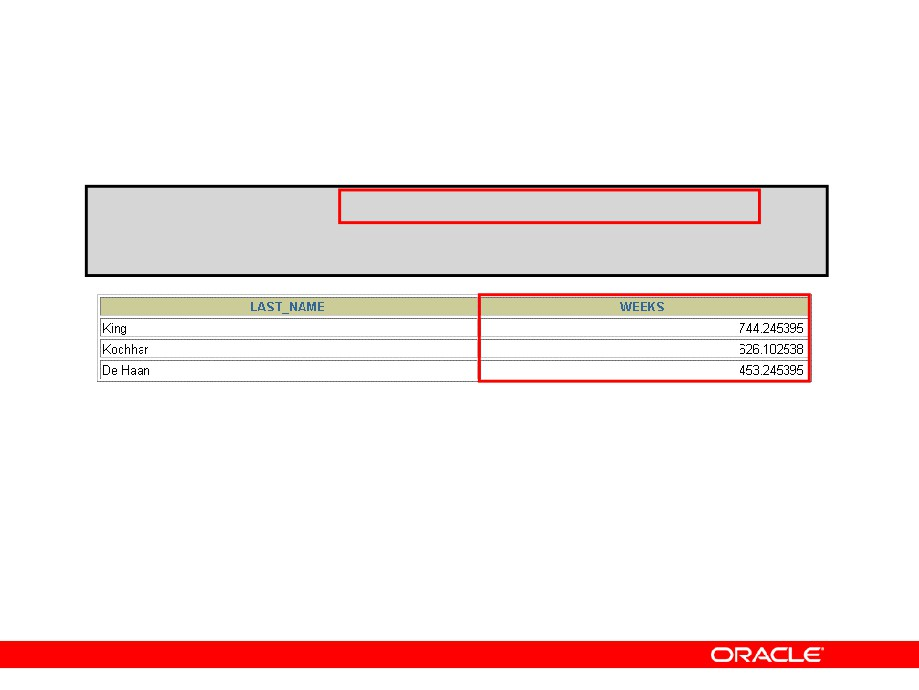 LAST_NAME WEEKS
King 744.245395
Kochhar 626.102538
De Haan 453.245395
ORACLE